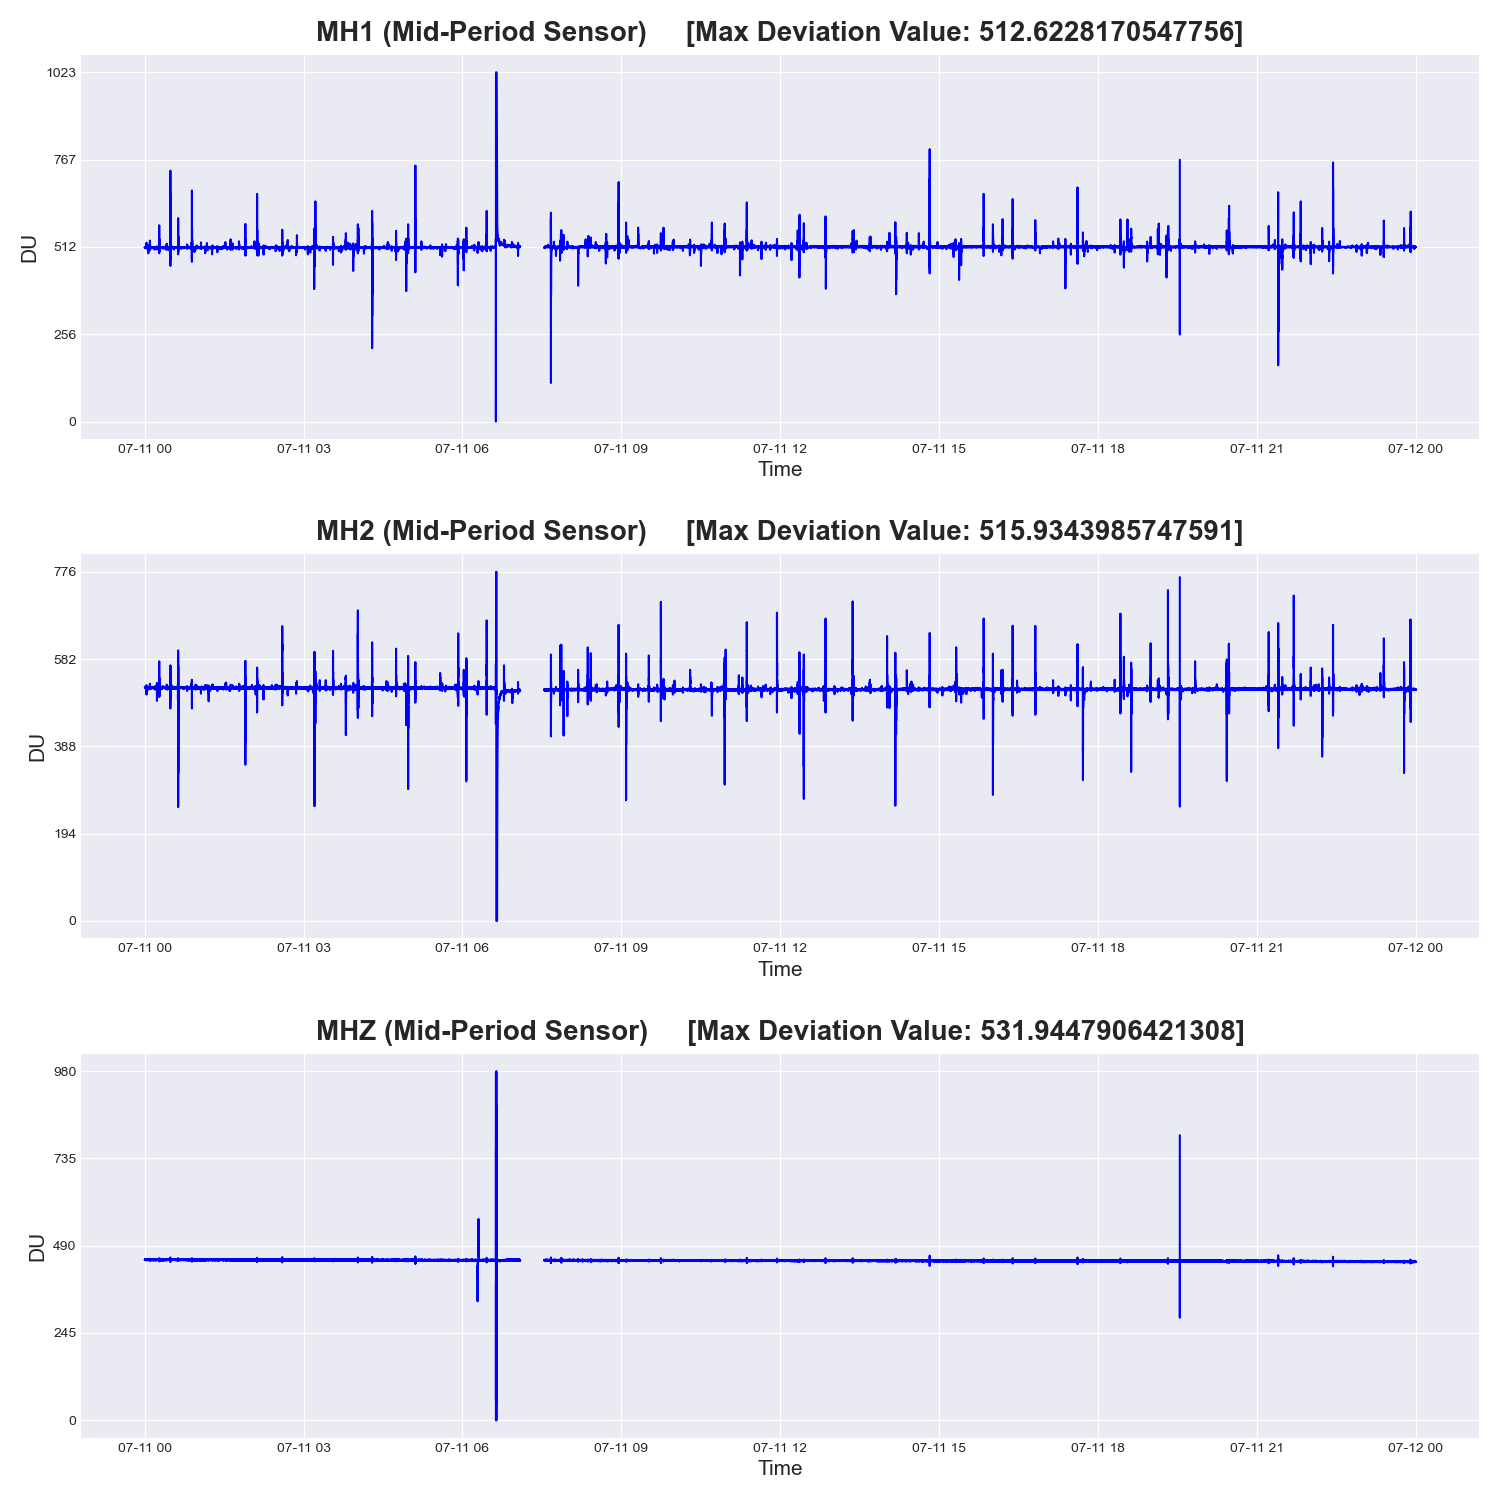 MH1 (Mid-Period Sensor) [Max Deviation Value: 512.6228170547756]
1023
767
512
256
0
DU
07-11 00 07-11 03 07-11 06 07-11 09 07-11 12 07-11 15 07-11 18 07-11 21 07-12 00
Time
MH2 (Mid-Period Sensor) [Max Deviation Value: 515.9343985747591]
776
582
388
194
0
DU
07-11 00 07-11 03 07-11 06 07-11 09 07-11 12 07-11 15 07-11 18 07-11 21 07-12 00
Time
MHZ (Mid-Period Sensor) [Max Deviation Value: 531.9447906421308]
980
735
490
245
0
DU
07-11 00 07-11 03 07-11 06 07-11 09 07-11 12 07-11 15 07-11 18 07-11 21 07-12 00
Time